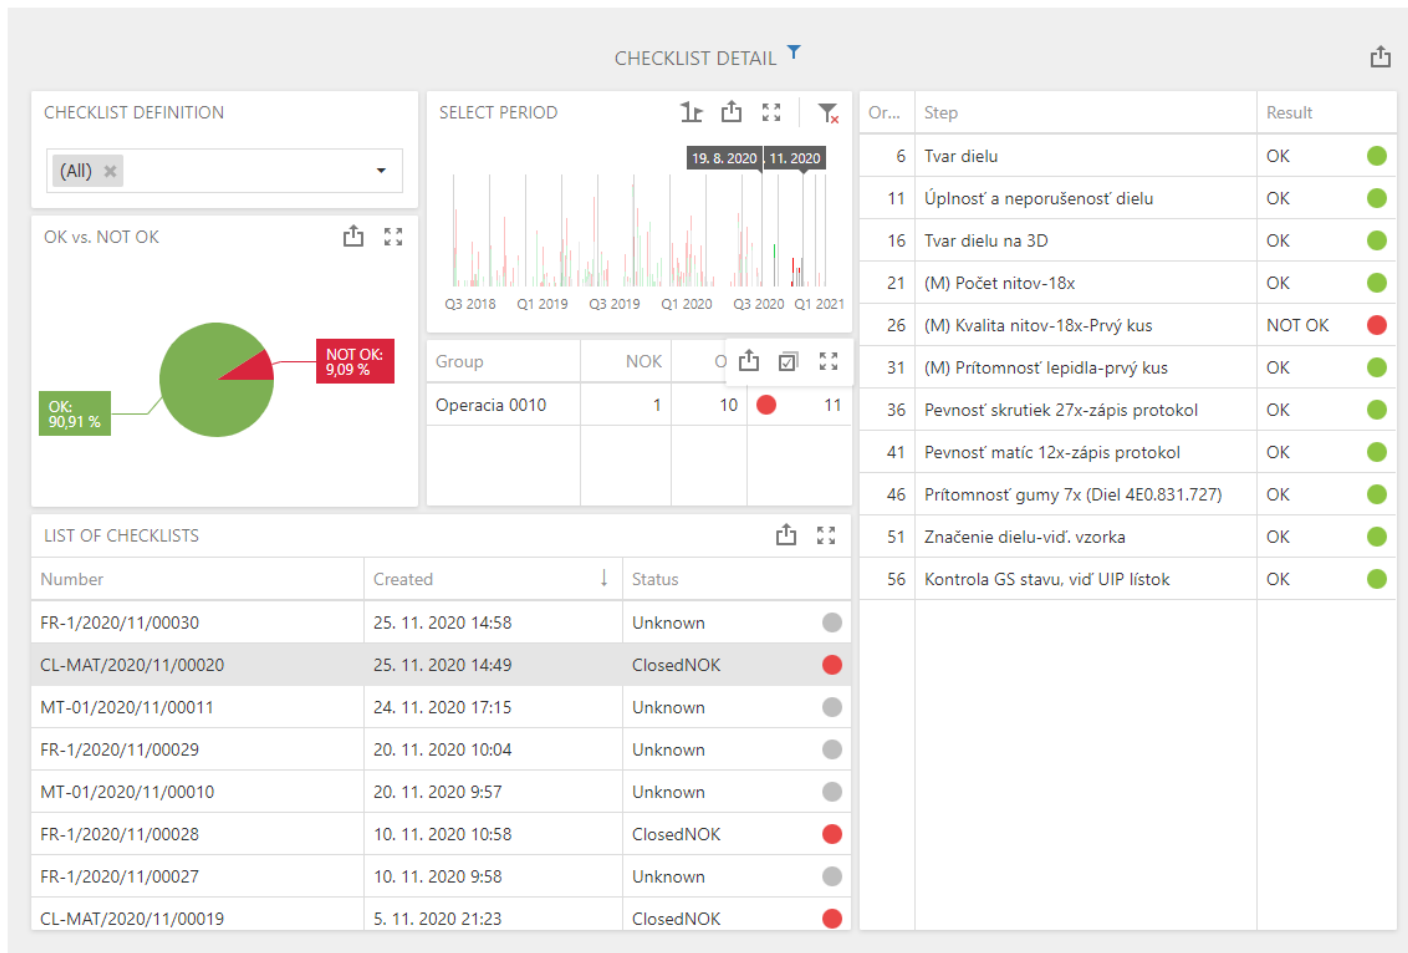 CHECKLIST DETAIL
CHECKLIST DEFINITION
(All)
OK vs. NOT OK
NOT OK:
9,09 %
OK:
90,91 %
SELECT PERIOD
19. 8. 2020
. 11. 2020
Q3 2018 Q1 2019 Q3 2019 Q1 2020 Q3 2020 Q1 2021
Group NOK O
Operacia 0010 1 10 11
LIST OF CHECKLISTS
Number Created ↓ Status
FR-1/2020/11/00030 25. 11. 2020 14:58 Unknown
CL-MAT/2020/11/00020 25. 11. 2020 14:49 ClosedNOK
MT-01/2020/11/00011 24. 11. 2020 17:15 Unknown
FR-1/2020/11/00029 20. 11. 2020 10:04 Unknown
MT-01/2020/11/00010 20. 11. 2020 9:57 Unknown
FR-1/2020/11/00028 10. 11. 2020 10:58 ClosedNOK
FR-1/2020/11/00027 10. 11. 2020 9:58 Unknown
CL-MAT/2020/11/00019 5. 11. 2020 21:23 ClosedNOK
Or... Step Result
6 Tvar dielu OK
11 Úplnosť a neporušenosť dielu OK
16 Tvar dielu na 3D OK
21 (M) Počet nitov-18x OK
26 (M) Kvalita nitov-18x-Prvý kus NOT OK
31 (M) Prítomnosť lepidla-prvý kus OK
36 Pevnosť skrutiek 27x-zápis protokol OK
41 Pevnosť matíc 12x-zápis protokol OK
46 Prítomnosť gumy 7x (Diel 4E0.831.727) OK
51 Značenie dielu-viď. vzorka OK
56 Kontrola GS stavu, viď UIP lístok OK